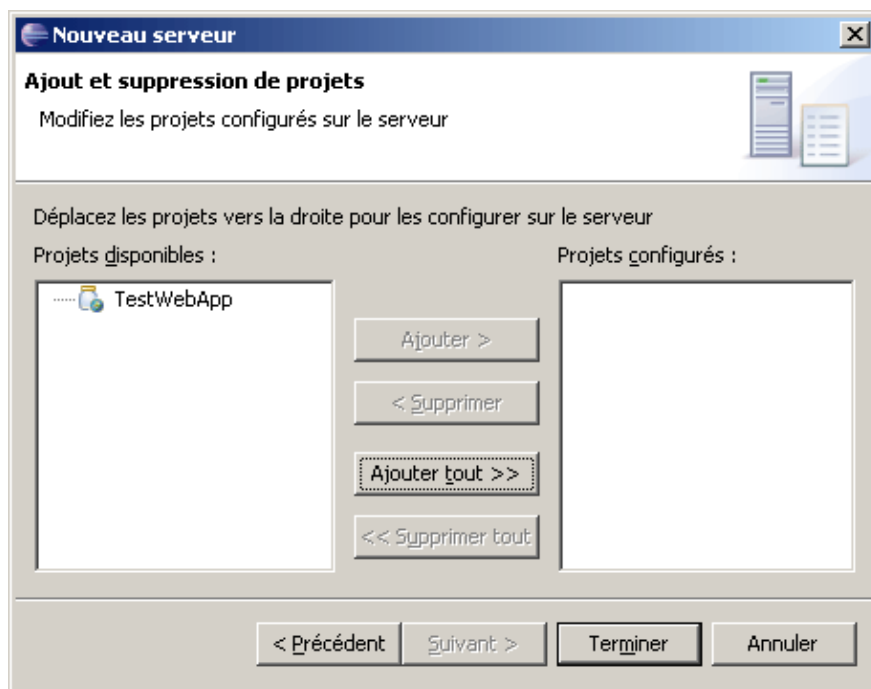 Nouveau serveur
Ajout et suppression de projets
Modifiez les projets configurés sur le serveur
Déplacez les projets vers la droite pour les configurer sur le serveur
Projets disponibles :
Projets configurés :
TestWebApp
Ajouter >
< Supprimer
Ajouter tout >>
<< Supprimer tout
< Précédent
Suivant >
Terminer
Annuler